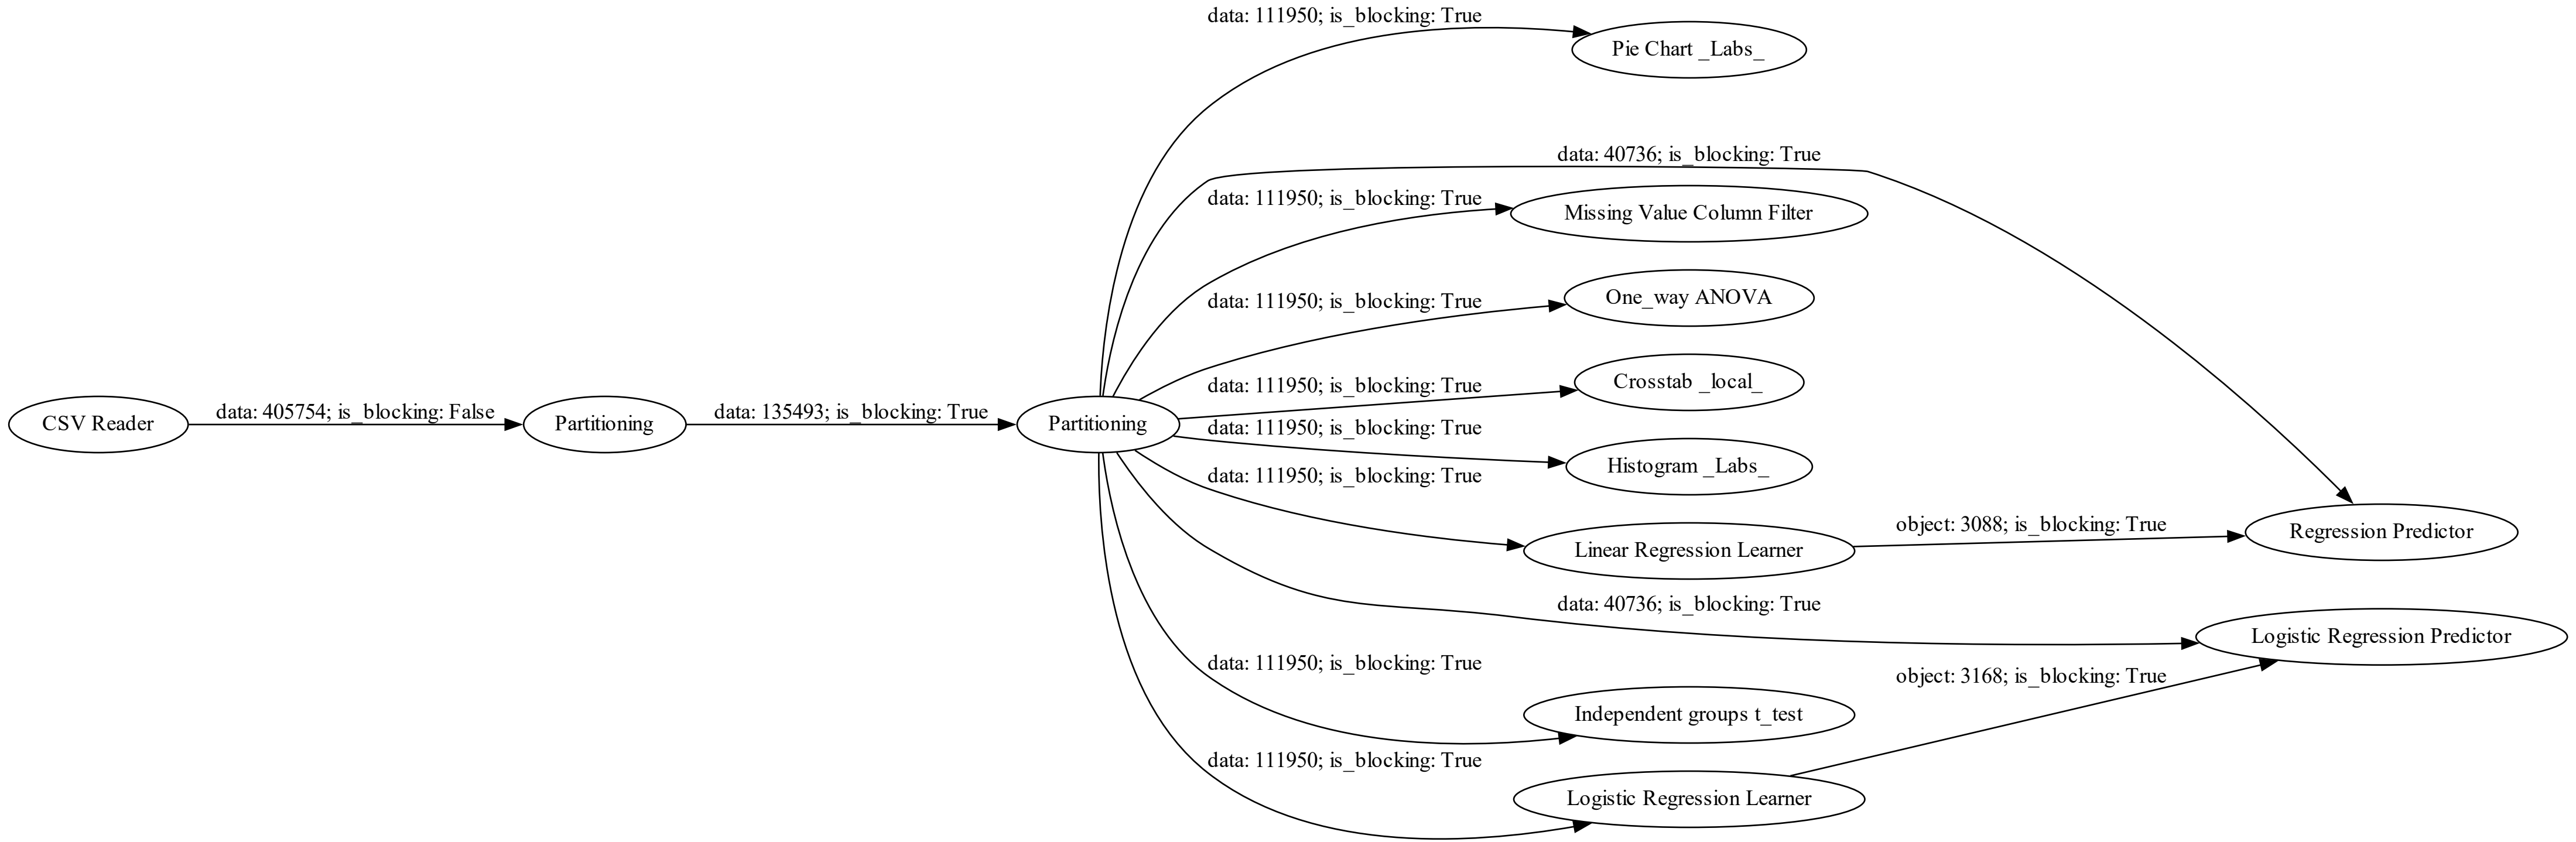 data: 111950; is_blocking: True
Pie Chart _Labs_
data: 40736; is_blocking: True
data: 111950; is_blocking: True
Missing Value Column Filter
data: 111950; is_blocking: True
One_way ANOVA
data: 111950; is_blocking: True
Crosstab _local_
CSV Reader
data: 405754; is_blocking: False
Partitioning
data: 135493; is_blocking: True
Partitioning
data: 111950; is_blocking: True
Histogram _Labs_
data: 111950; is_blocking: True
Linear Regression Learner
object: 3088; is_blocking: True
Regression Predictor
data: 40736; is_blocking: True
Logistic Regression Predictor
data: 111950; is_blocking: True
object: 3168; is_blocking: True
Independent groups t_test
data: 111950; is_blocking: True
Logistic Regression Learner